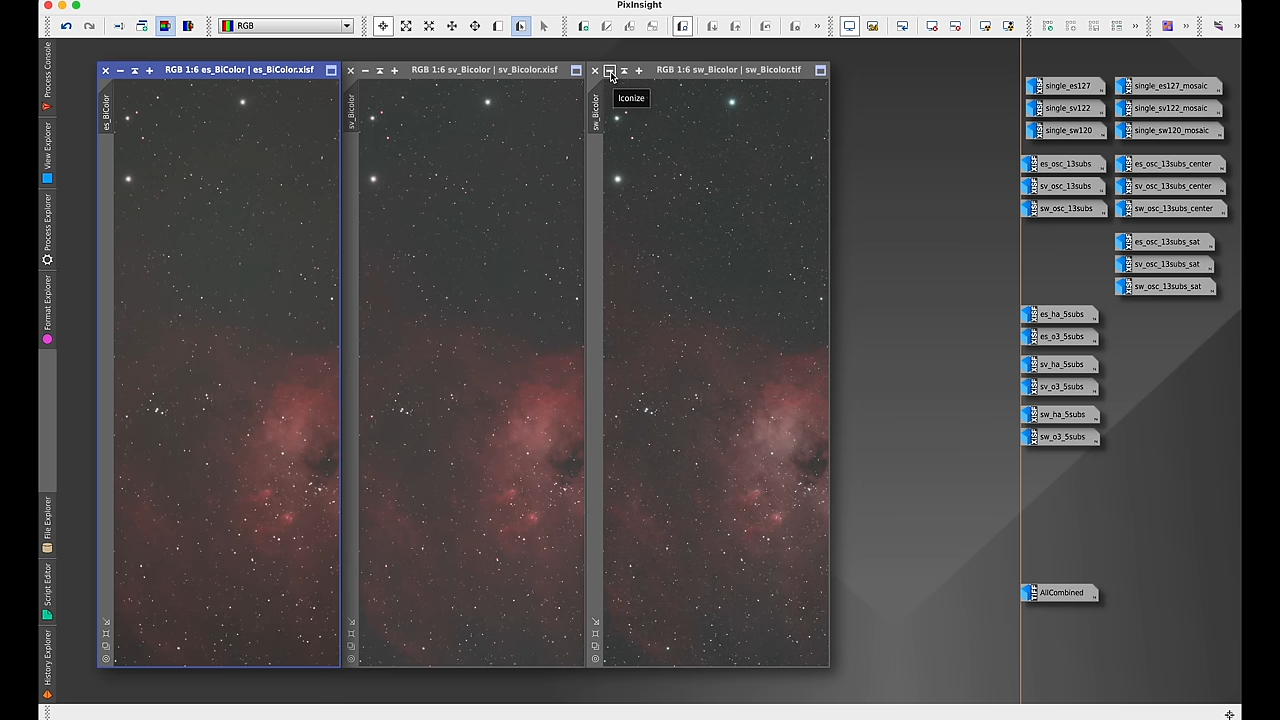 PixInsight
RGB
RGB 1:6 es_BiColor | es_BiColor.xisf
RGB 1:6 sv_Bicolor | sv_Bicolor.xisf
RGB 1:6 sw_Bicolor | sw_Bicolor.tif
Iconize
es_BiColor
sv_Bicolor
sw_Bicolor
Process Console
View Explorer
Process Explorer
Format Explorer
File Explorer
Script Editor
History Explorer
single_es127
single_es127_mosaic
single_sv122
single_sv122_mosaic
single_sw120
single_sw120_mosaic
es_osc_13subs
es_osc_13subs_center
sv_osc_13subs
sv_osc_13subs_center
sw_osc_13subs
sw_osc_13subs_center
es_osc_13subs_sat
sv_osc_13subs_sat
sw_osc_13subs_sat
es_ha_5subs
es_o3_5subs
sv_ha_5subs
sv_o3_5subs
sw_ha_5subs
sw_o3_5subs
AllCombined